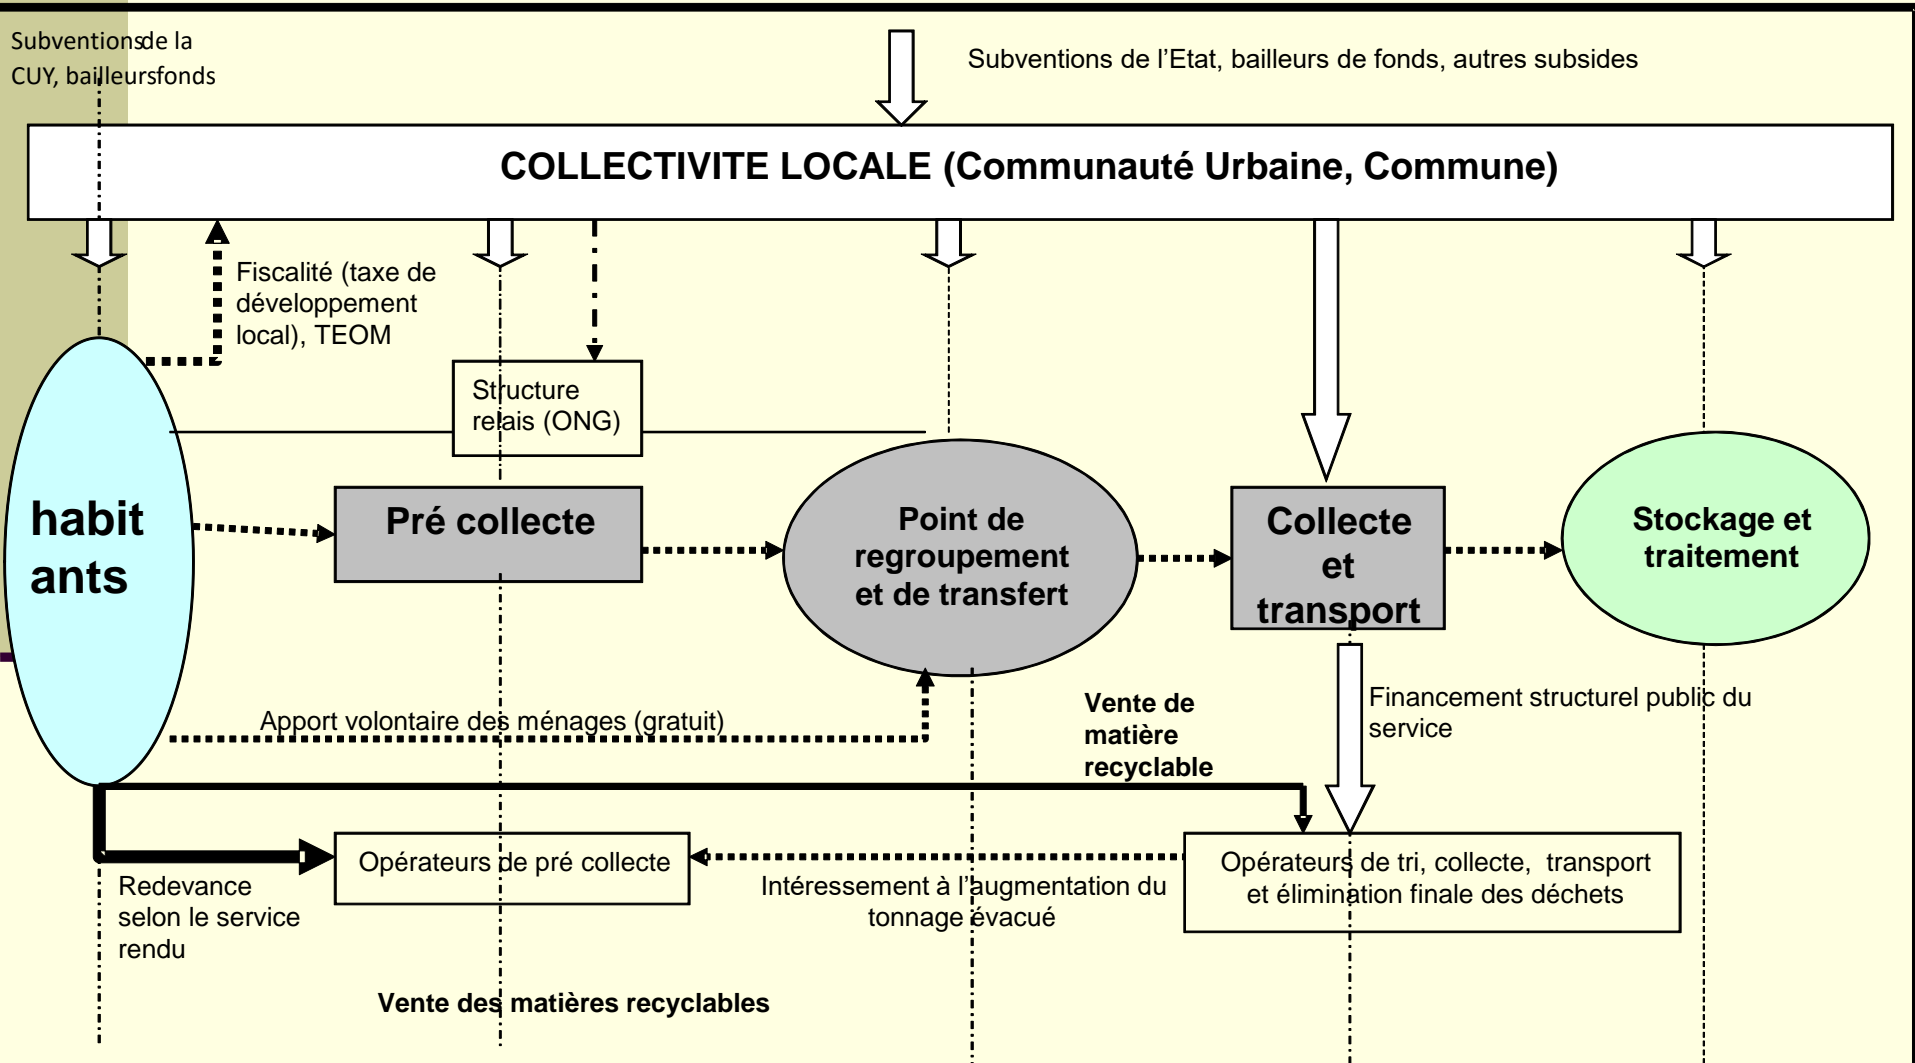 Subventionsde la
CUY, bailleursfonds
Subventions de l'Etat, bailleurs de fonds, autres subsides
COLLECTIVITE LOCALE (Communauté Urbaine, Commune)
Fiscalité (taxe de
développement
local), TEOM
Structure
relais (ONG)
habit
ants
Pré collecte
Point de
regroupement
et de transfert
Collecte
et
transport
Stockage et
traitement
Apport volontaire des ménages (gratuit)
Vente de
matière
recyclable
Financement structurel public du
service
Opérateurs de pré collecte
Intéressement à l'augmentation du
tonnage évacué
Opérateurs de tri, collecte, transport
et élimination finale des déchets
Redevance
selon le service
rendu
Vente des matières recyclables